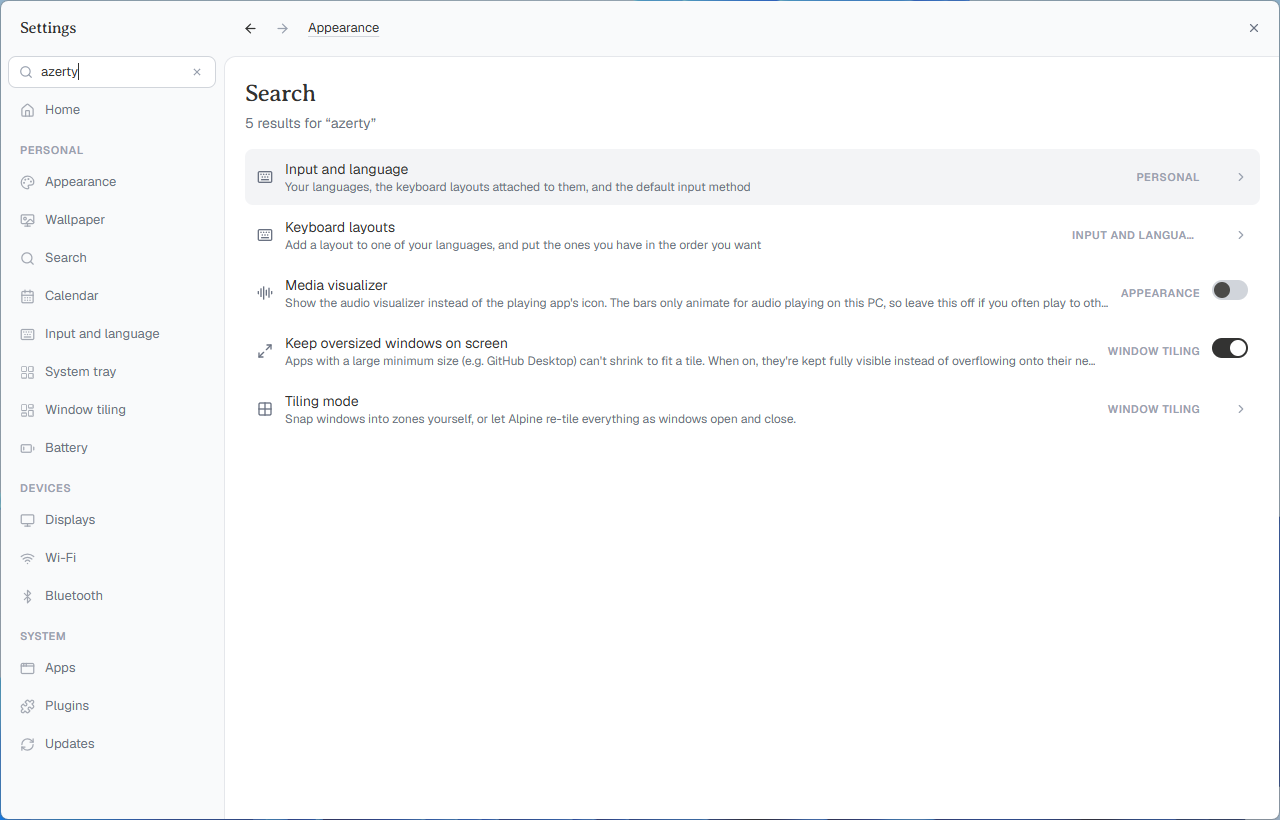 Settings
Appearance
azerty
Home
PERSONAL
Appearance
Wallpaper
Search
Calendar
Input and language
System tray
Window tiling
Battery
DEVICES
Displays
Wi-Fi
Bluetooth
SYSTEM
Apps
Plugins
Updates
Search
5 results for “azerty”
Input and language
Your languages, the keyboard layouts attached to them, and the default input method
PERSONAL
Keyboard layouts
Add a layout to one of your languages, and put the ones you have in the order you want
INPUT AND LANGUA...
Media visualizer
Show the audio visualizer instead of the playing app's icon. The bars only animate for audio playing on this PC, so leave this off if you often play to oth...
APPEARANCE
Keep oversized windows on screen
Apps with a large minimum size (e.g. GitHub Desktop) can't shrink to fit a tile. When on, they're kept fully visible instead of overflowing onto their ne...
WINDOW TILING
Tiling mode
Snap windows into zones yourself, or let Alpine re-tile everything as windows open and close.
WINDOW TILING